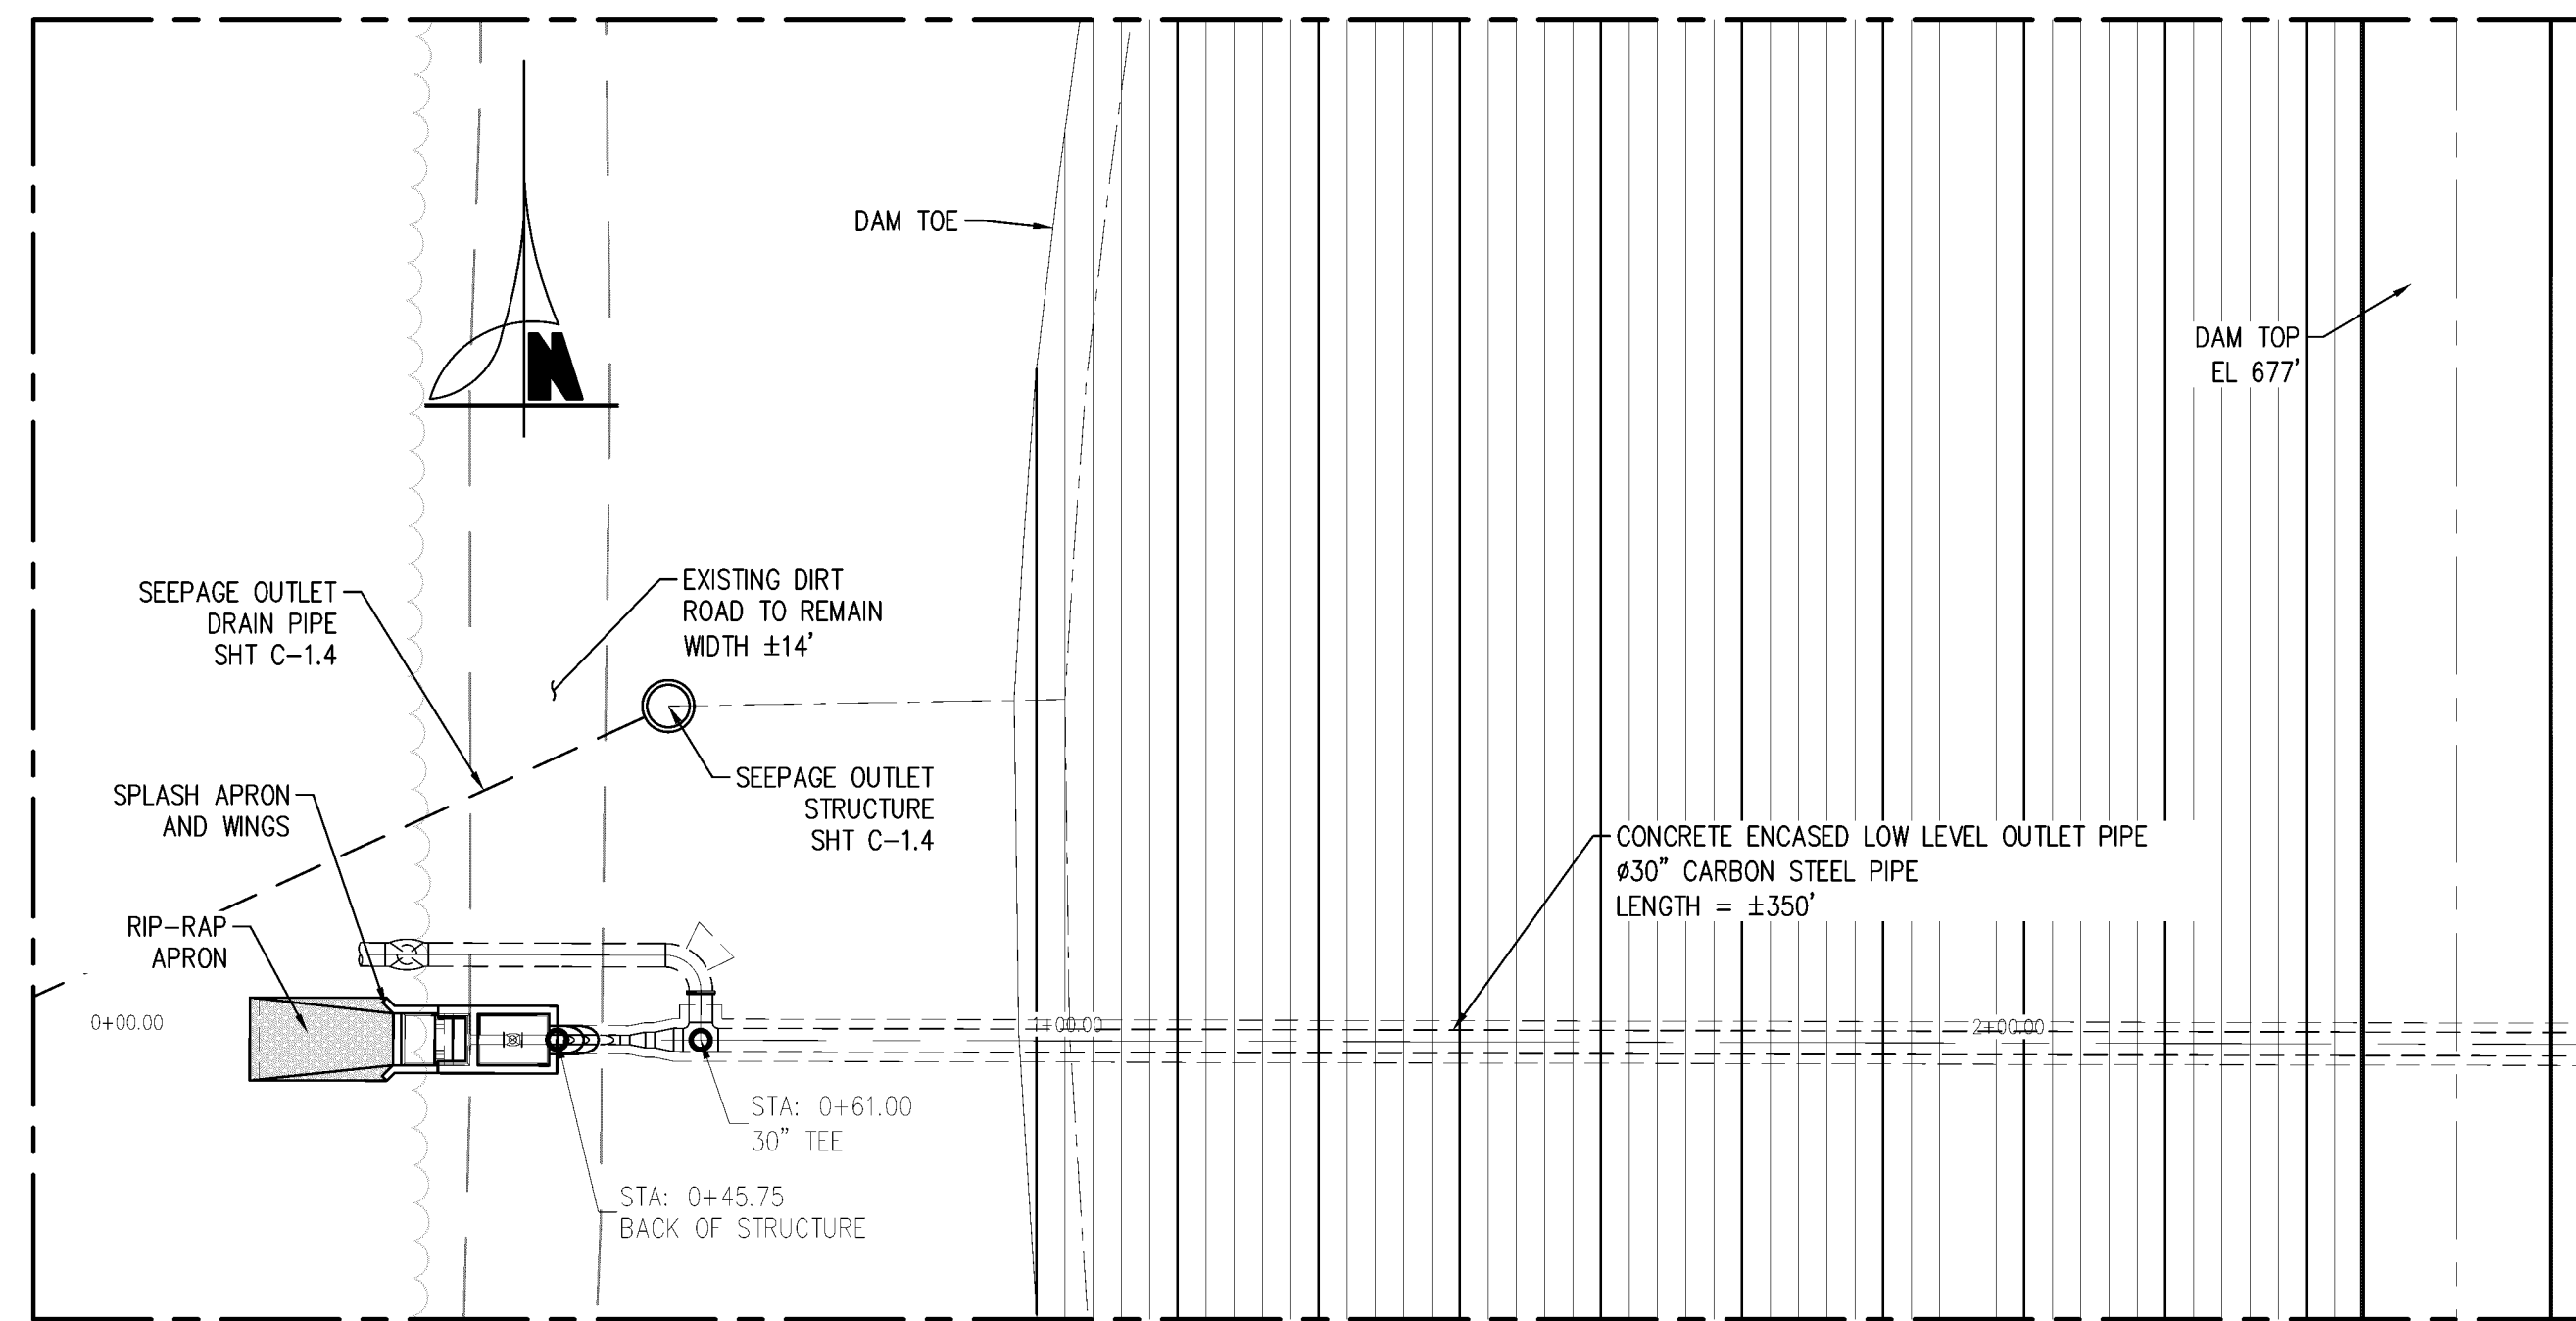 N
DAM TOE
DAM TOP
EL 677'
SEEPAGE OUTLET
DRAIN PIPE
SHT C-1.4
EXISTING DIRT
ROAD TO REMAIN
WIDTH ±14'
SPLASH APRON
AND WINGS
SEEPAGE OUTLET
STRUCTURE
SHT C-1.4
CONCRETE ENCASED LOW LEVEL OUTLET PIPE
ø30" CARBON STEEL PIPE
LENGTH = ±350'
RIP-RAP
APRON
0+00.00
1+00.00
2+00.00
STA: 0+61.00
30" TEE
STA: 0+45.75
BACK OF STRUCTURE